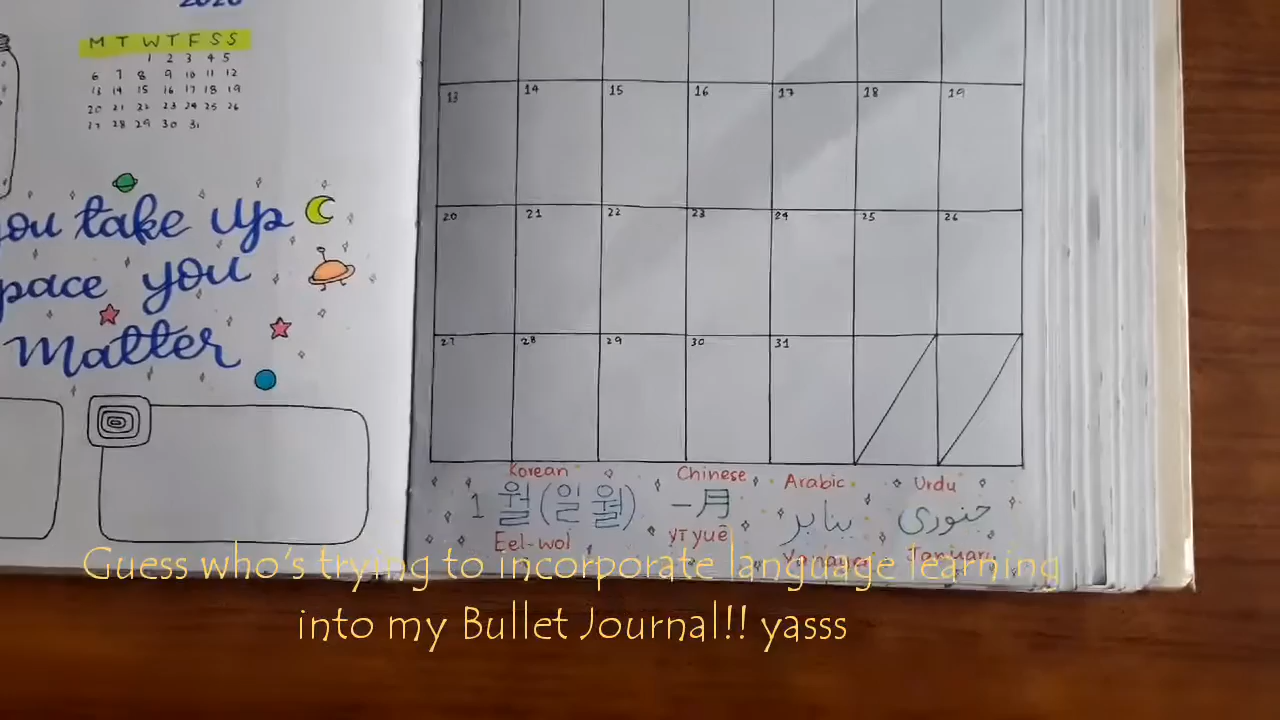 2020
M T W T F S S
1 2 3 4 5
6 7 8 9 10 11 12
13 14 15 16 17 18 19
20 21 22 23 24 25 26
27 28 29 30 31
you take up
space you
Matter
13 14 15 16 17 18 19
20 21 22 23 24 25 26
27 28 29 30 31
Korean Chinese Arabic Urdu
1 월(일 월) 一月 يناير جنوری
Eel-wol yī yuè January
Guess who's trying to incorporate language learning
into my Bullet Journal!! yasss